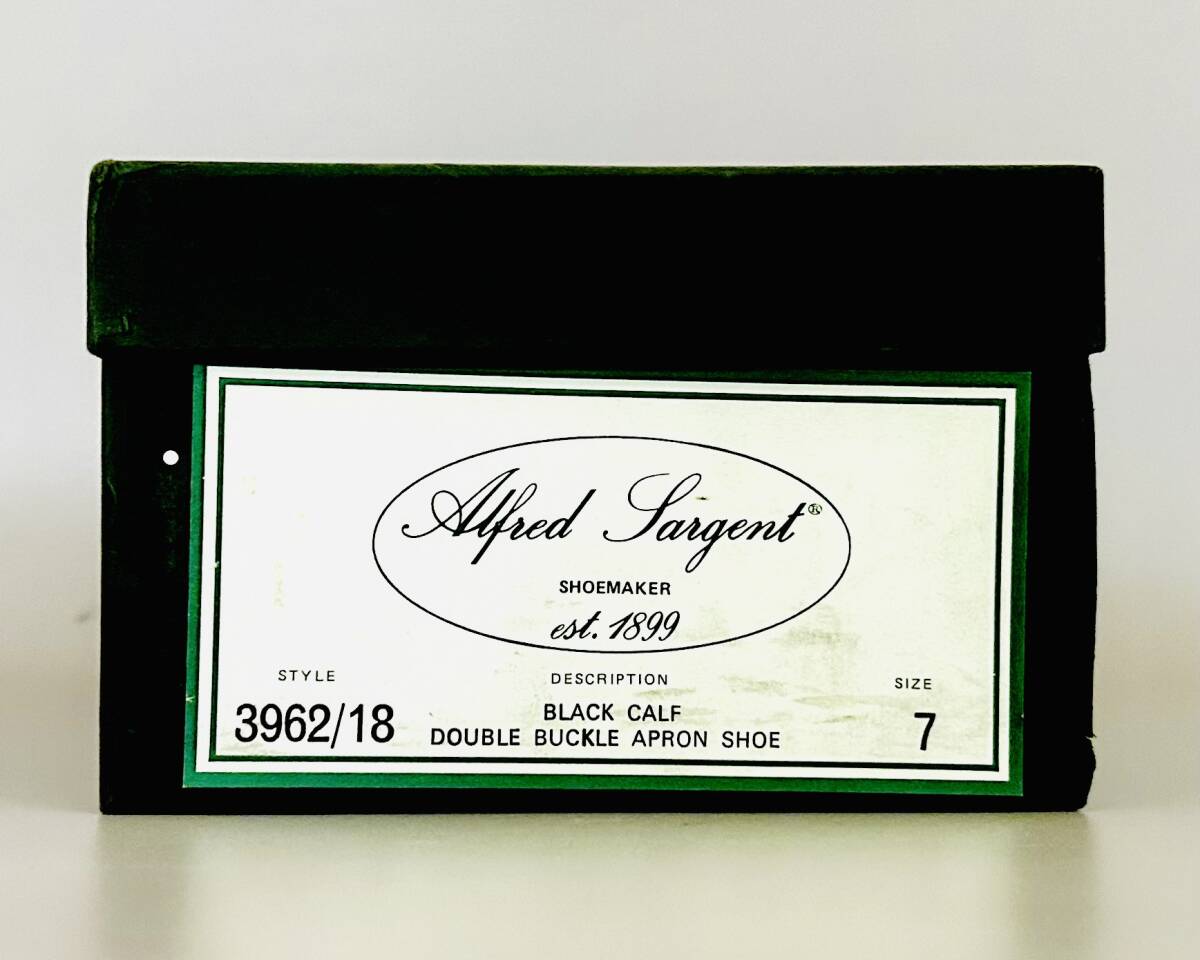 Alfred Sargent®
SHOEMAKER
est. 1899
STYLE DESCRIPTION SIZE
3962/18 BLACK CALF 7
DOUBLE BUCKLE APRON SHOE